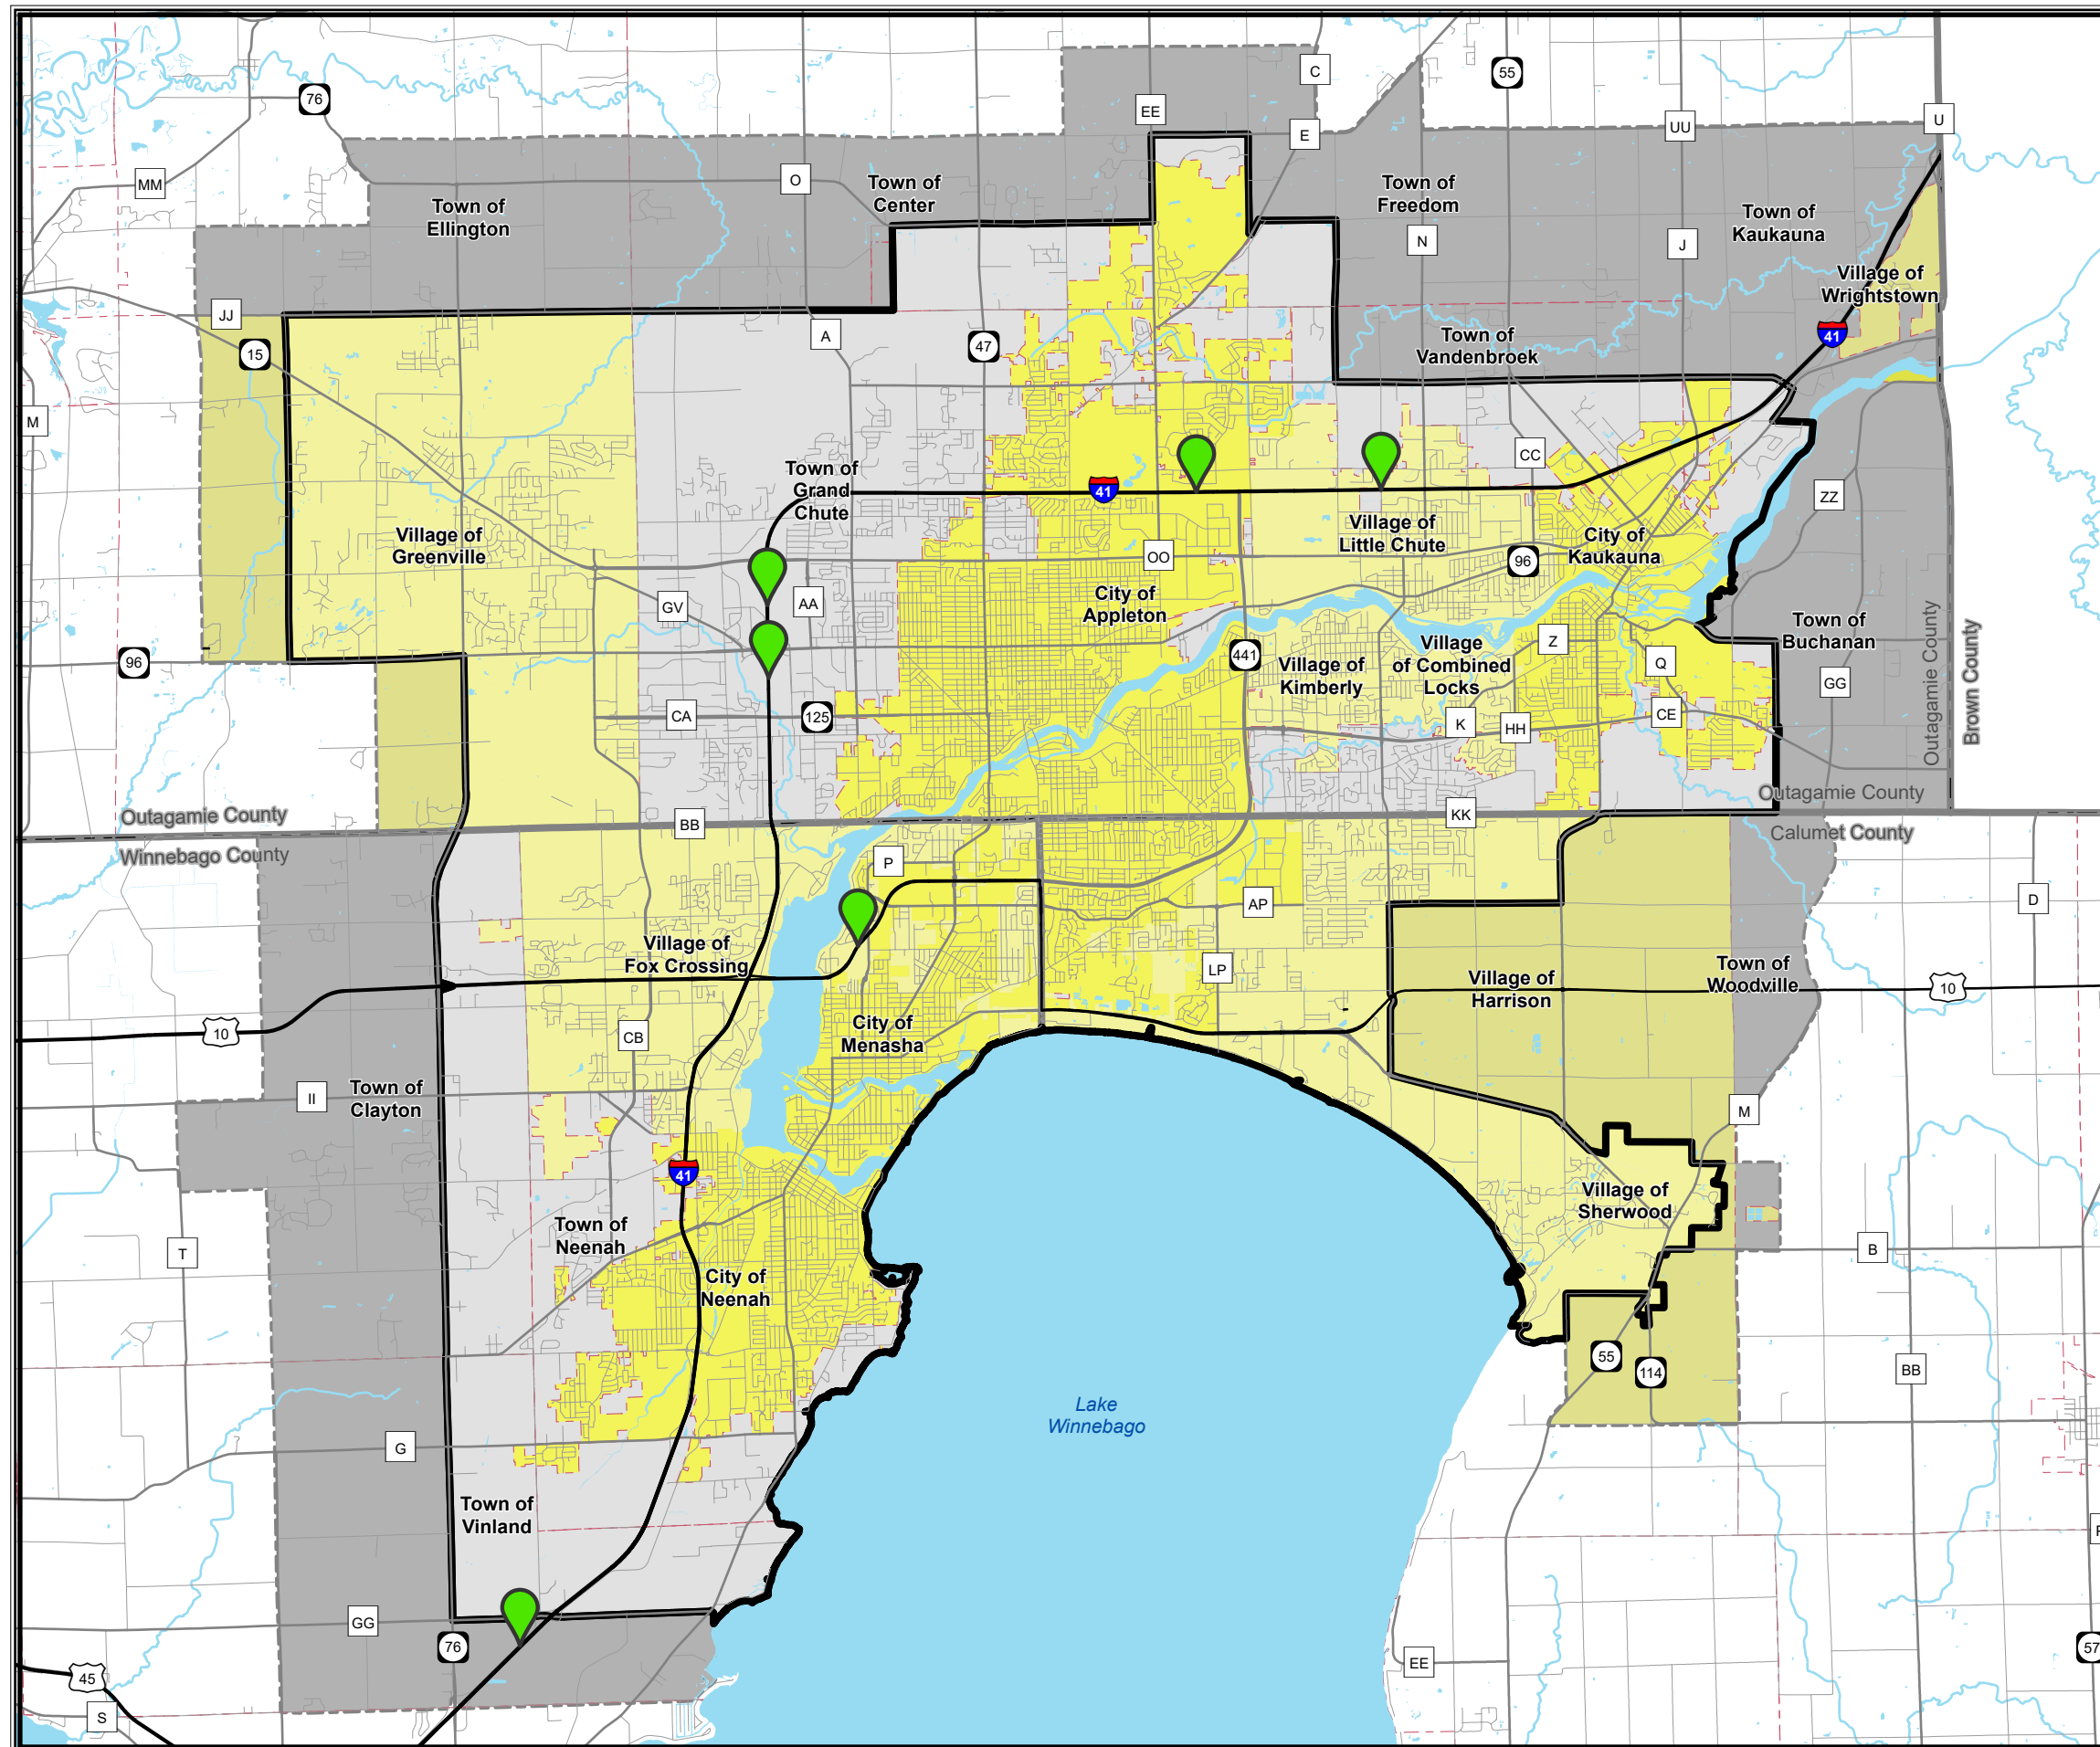 C
55
76
EE
E
UU
U
MM
O
Town of
Center
Town of
Freedom
Town of
Ellington
Town of
Kaukauna
N
J
Village of
Wrightstown
JJ
15
A
47
Town of
Vandenbroek
41
M
Town of
Grand
Chute
CC
41
ZZ
Village of
Greenville
Village of
Little Chute
City of
Kaukauna
OO
96
GV
AA
City of
Appleton
Town of
Buchanan
Z
96
441
Village of
Kimberly
Village
of Combined
Locks
Q
GG
Outagamie County
Brown County
CA
125
K
HH
CE
Outagamie County
Outagamie County
BB
KK
Winnebago County
Calumet County
P
AP
D
Village of
Fox Crossing
LP
Village of
Harrison
Town of
Woodville
10
10
CB
City of
Menasha
II
Town of
Clayton
M
41
Village of
Sherwood
Town of
Neenah
T
B
City of
Neenah
55
114
BB
Lake
Winnebago
G
Town of
Vinland
GG
76
EE
57
45
S